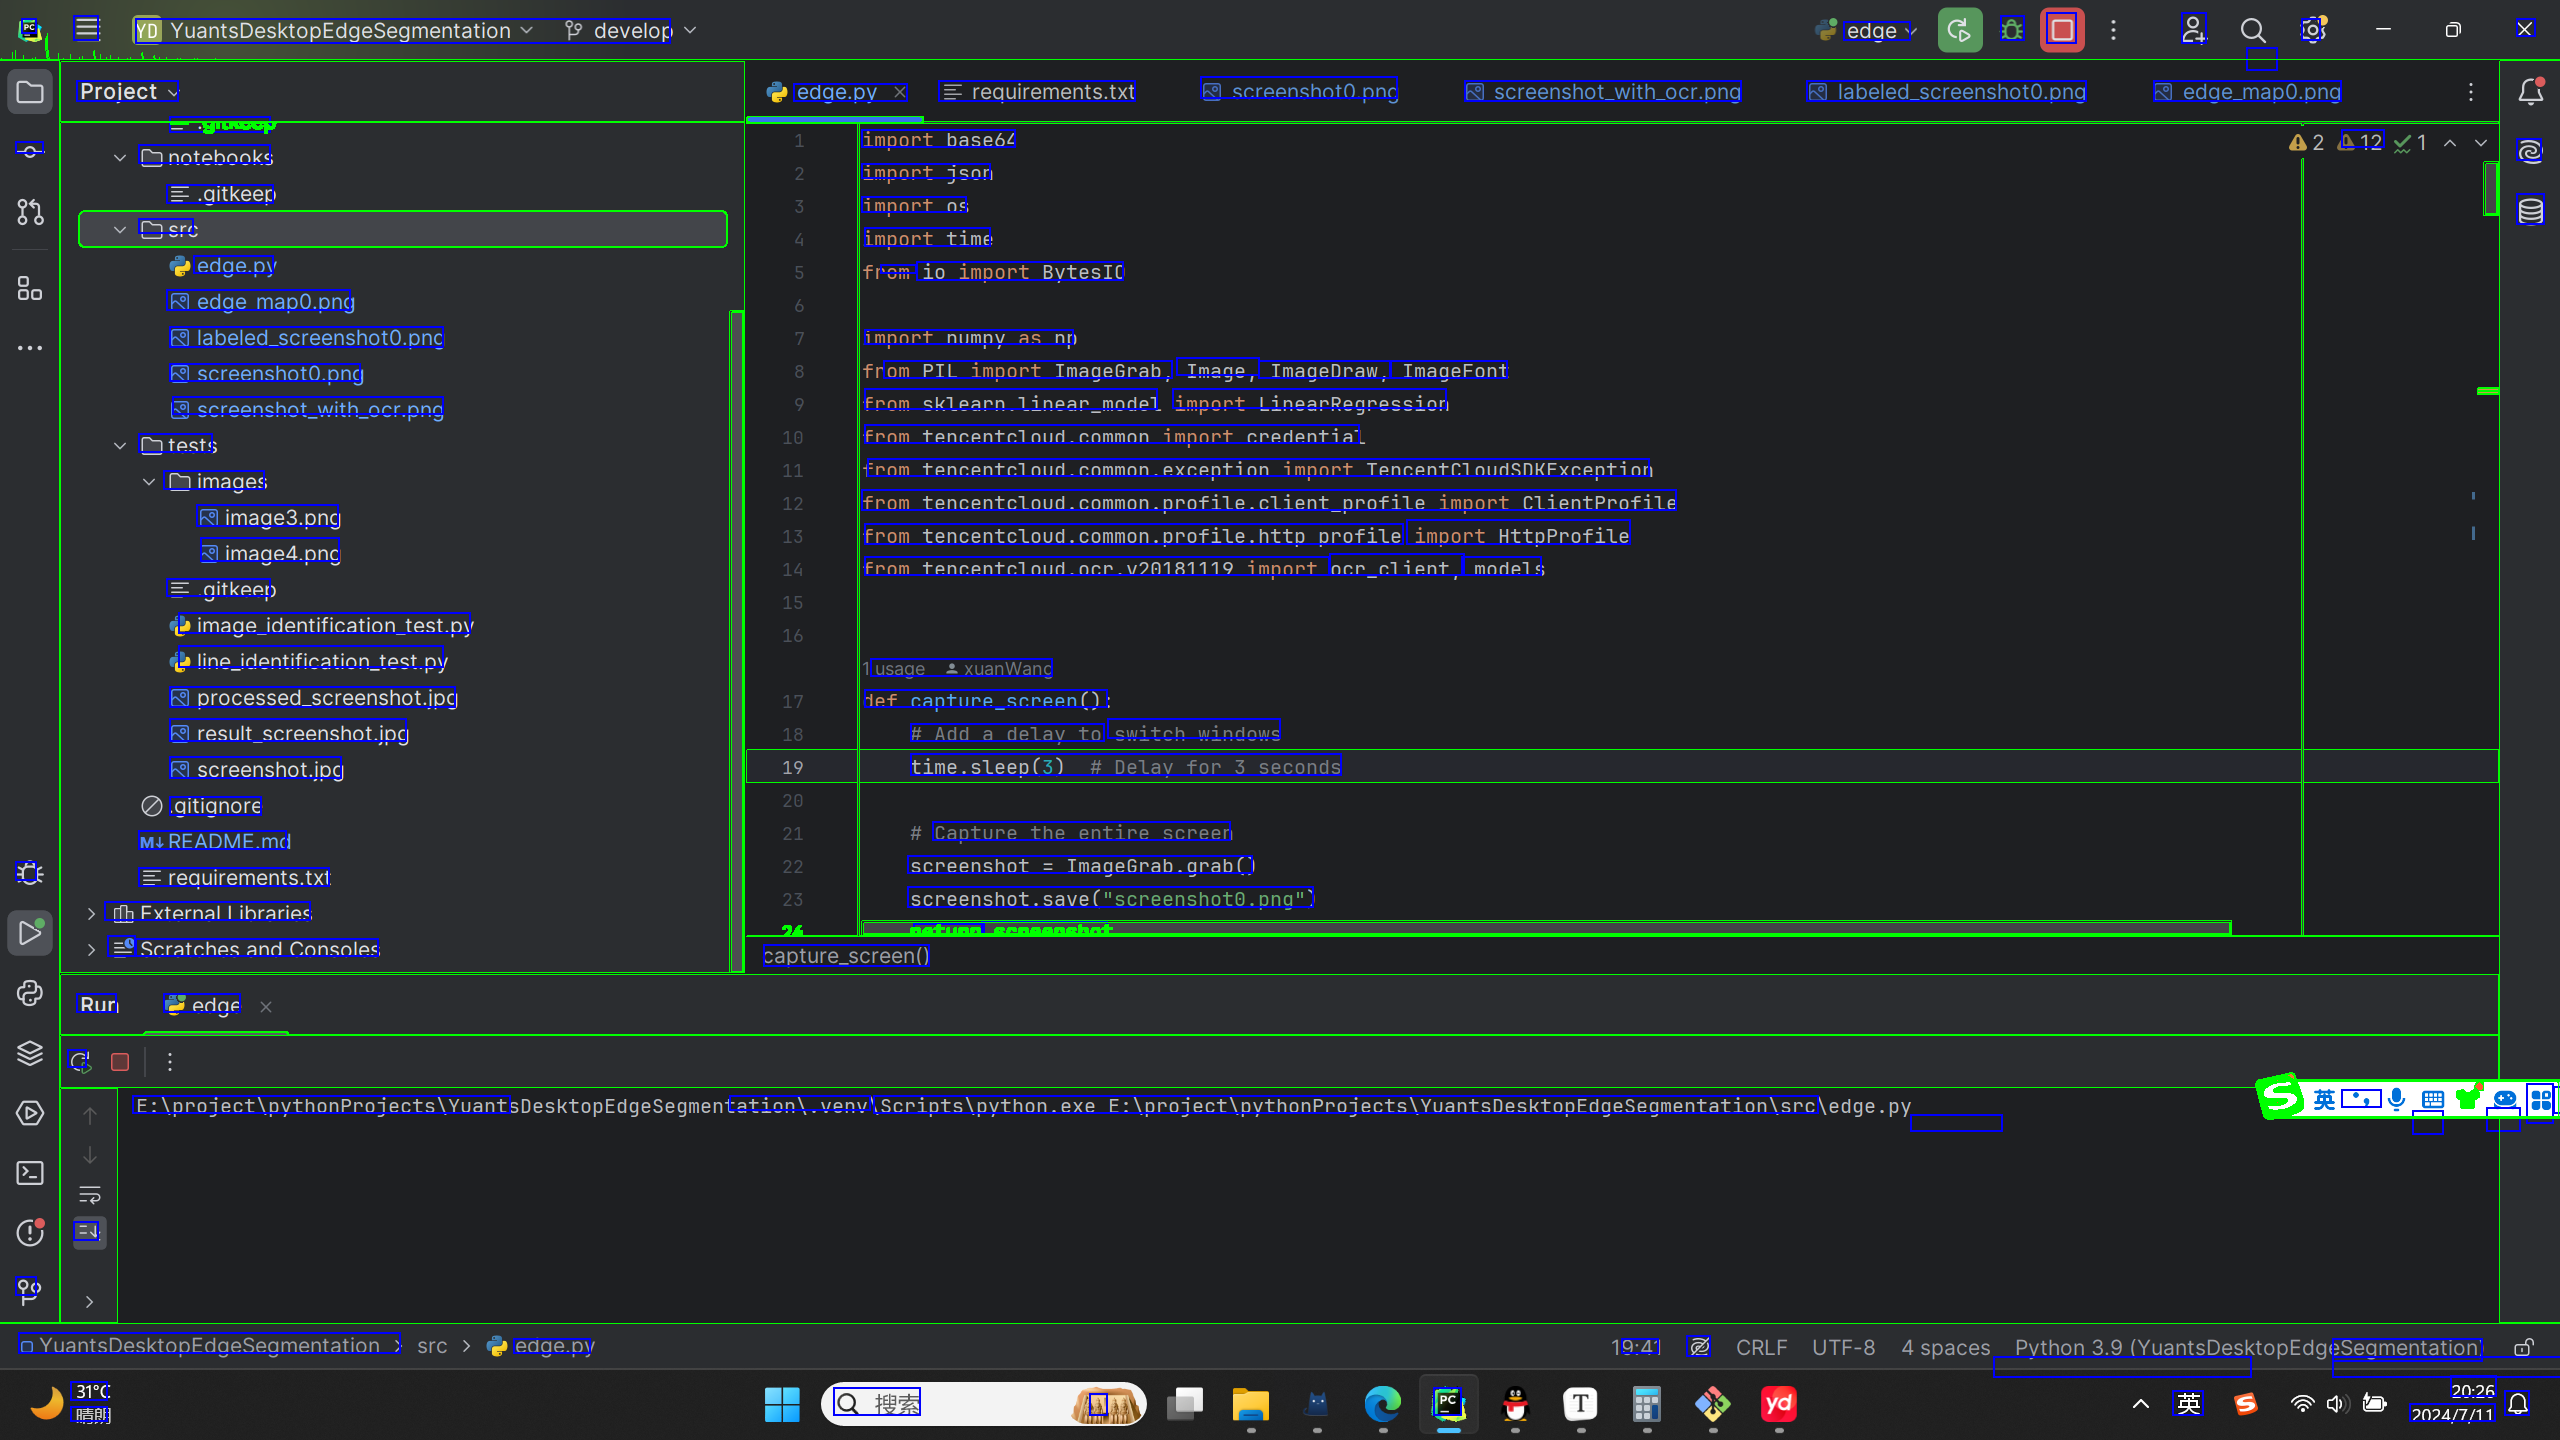 PC YD YuantsDesktopEdgeSegmentation develop edge
Project
edge.py requirements.txt screenshot0.png screenshot_with_ocr.png labeled_screenshot0.png edge_map0.png
.gitkeep
notebooks
.gitkeep
src
edge.py
edge_map0.png
labeled_screenshot0.png
screenshot0.png
screenshot_with_ocr.png
tests
images
image3.png
image4.png
.gitkeep
image_identification_test.py
line_identification_test.py
processed_screenshot.jpg
result_screenshot.jpg
screenshot.jpg
.gitignore
M↓ README.md
requirements.txt
External Libraries
Scratches and Consoles
2 12 1
1 import base64
2 import json
3 import os
4 import time
5 from io import BytesIO
6
7 import numpy as np
8 from PIL import ImageGrab, Image, ImageDraw, ImageFont
9 from sklearn.linear_model import LinearRegression
10 from tencentcloud.common import credential
11 from tencentcloud.common.exception import TencentCloudSDKException
12 from tencentcloud.common.profile.client_profile import ClientProfile
13 from tencentcloud.common.profile.http_profile import HttpProfile
14 from tencentcloud.ocr.v20181119 import ocr_client, models
15
16
1 usage xuanWang
17 def capture_screen():
18 # Add a delay to switch windows
19 time.sleep(3) # Delay for 3 seconds
20
21 # Capture the entire screen
22 screenshot = ImageGrab.grab()
23 screenshot.save("screenshot0.png")
24 return screenshot
capture_screen()
Run edge
E:\project\pythonProjects\YuantsDesktopEdgeSegmentation\.venv\Scripts\python.exe E:\project\pythonProjects\YuantsDesktopEdgeSegmentation\src\edge.py
S 英
YuantsDesktopEdgeSegmentation > src > edge.py 19:41 CRLF UTF-8 4 spaces Python 3.9 (YuantsDesktopEdgeSegmentation)
31°C
晴朗
搜索 PC T yd 英 S
20:26
2024/7/11